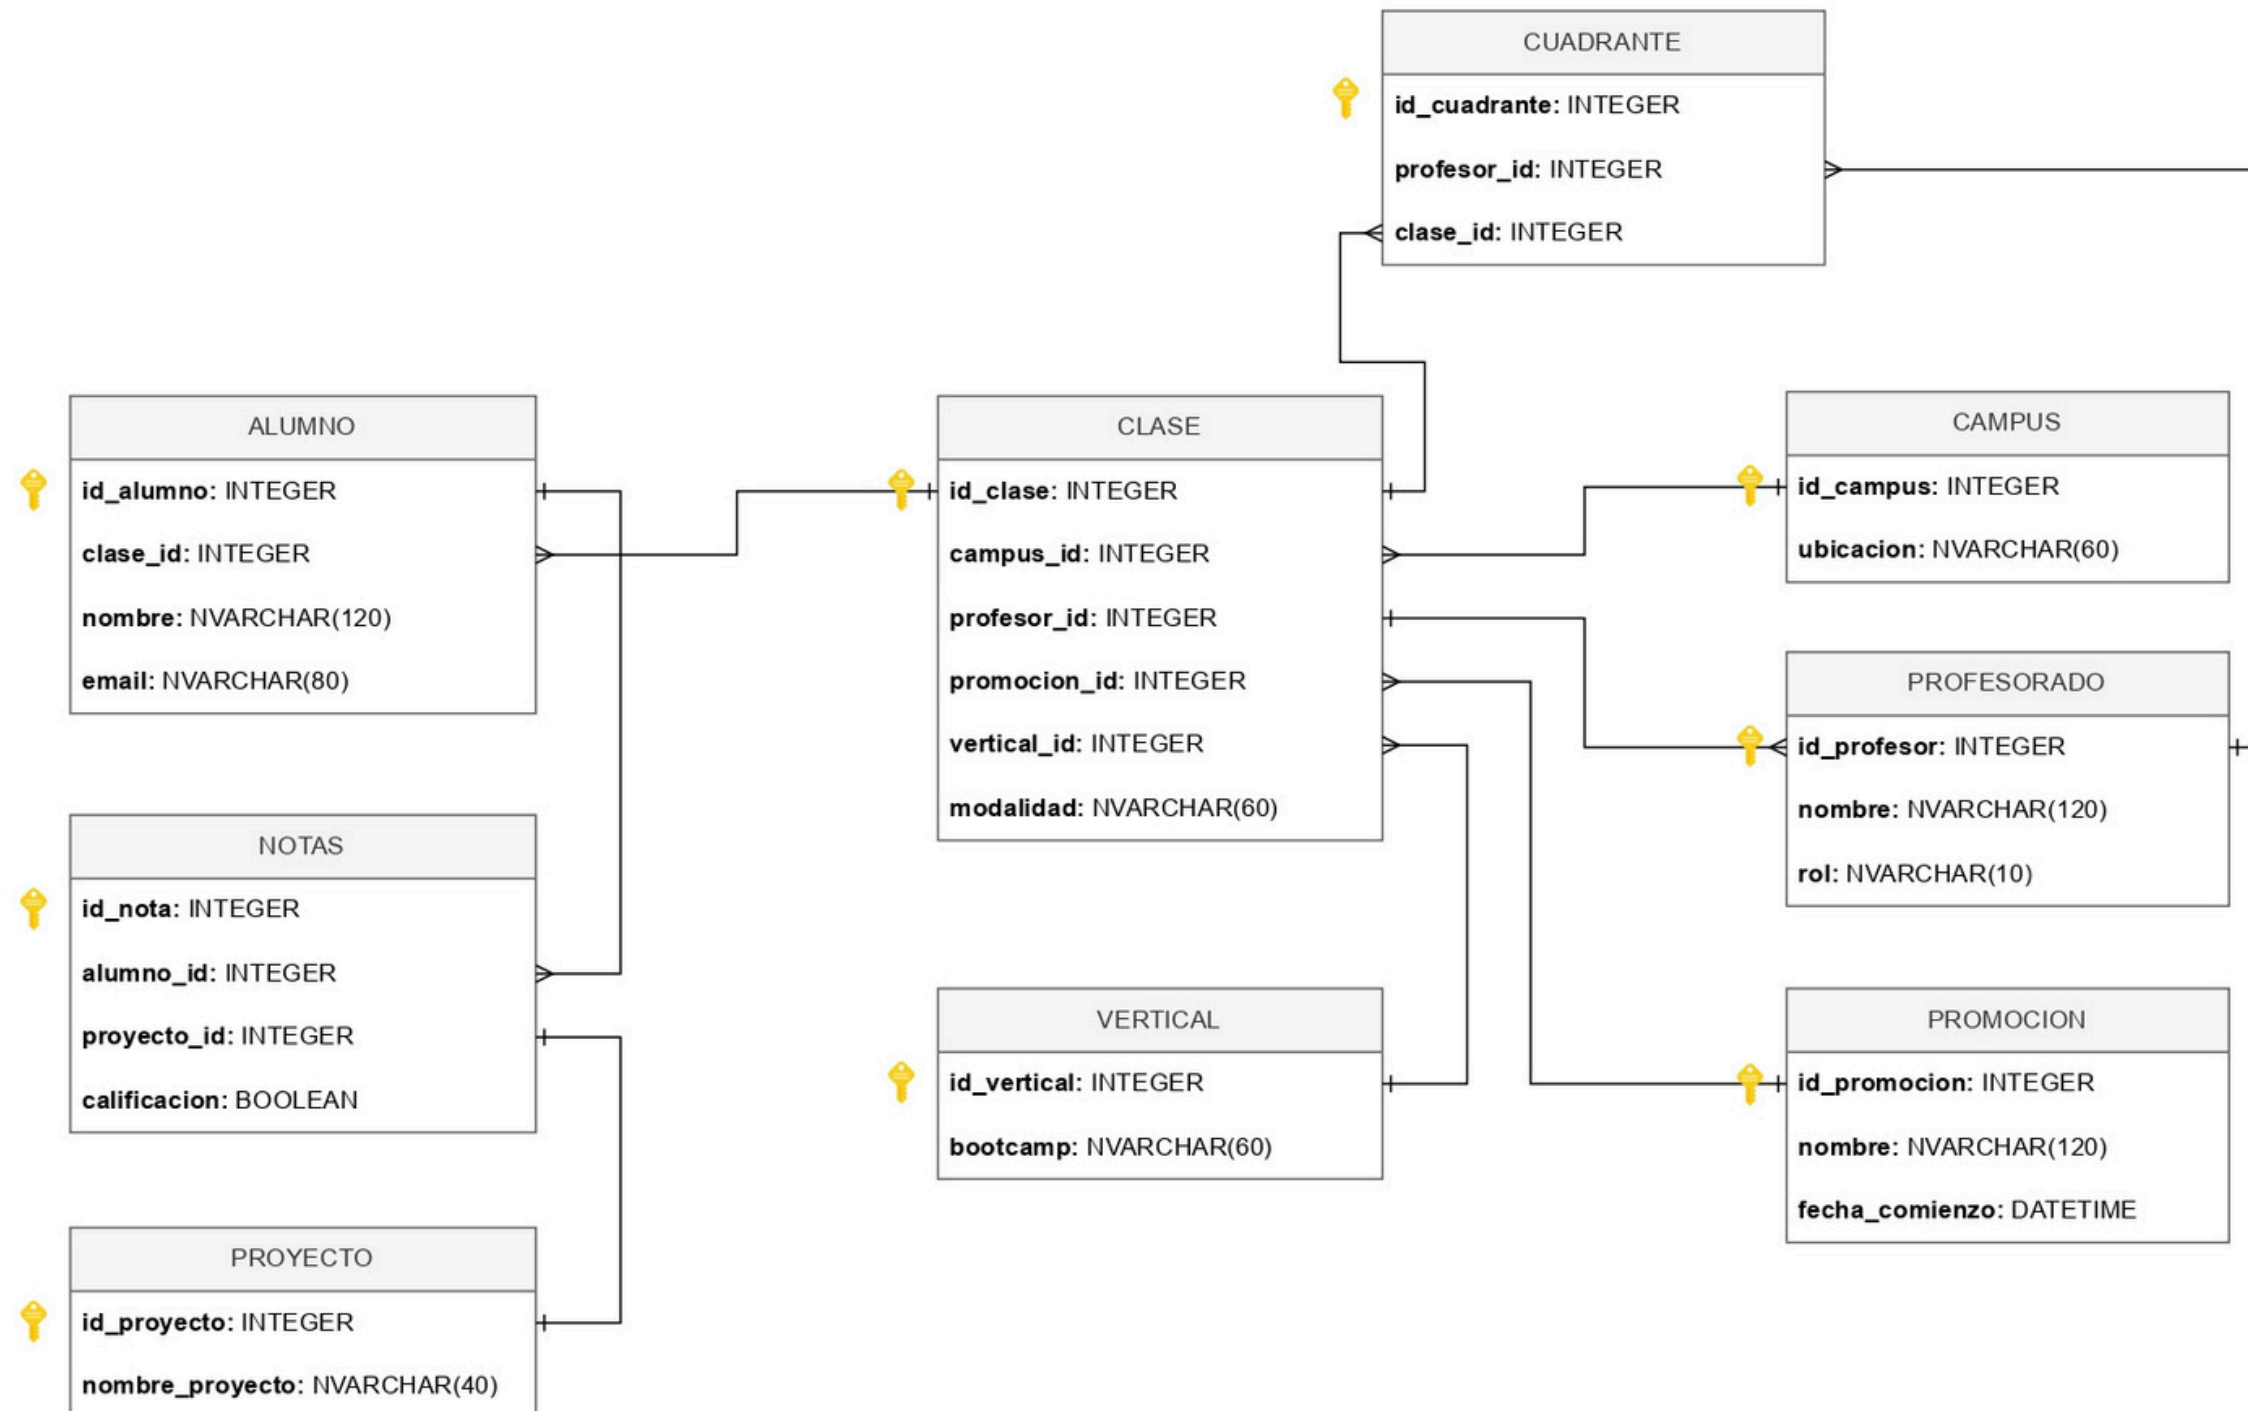 CUADRANTE
id_cuadrante: INTEGER
profesor_id: INTEGER
clase_id: INTEGER
ALUMNO
id_alumno: INTEGER
clase_id: INTEGER
nombre: NVARCHAR(120)
email: NVARCHAR(80)
CLASE
id_clase: INTEGER
campus_id: INTEGER
profesor_id: INTEGER
promocion_id: INTEGER
vertical_id: INTEGER
modalidad: NVARCHAR(60)
CAMPUS
id_campus: INTEGER
ubicacion: NVARCHAR(60)
PROFESORADO
id_profesor: INTEGER
nombre: NVARCHAR(120)
rol: NVARCHAR(10)
NOTAS
id_nota: INTEGER
alumno_id: INTEGER
proyecto_id: INTEGER
calificacion: BOOLEAN
VERTICAL
id_vertical: INTEGER
bootcamp: NVARCHAR(60)
PROMOCION
id_promocion: INTEGER
nombre: NVARCHAR(120)
fecha_comienzo: DATETIME
PROYECTO
id_proyecto: INTEGER
nombre_proyecto: NVARCHAR(40)